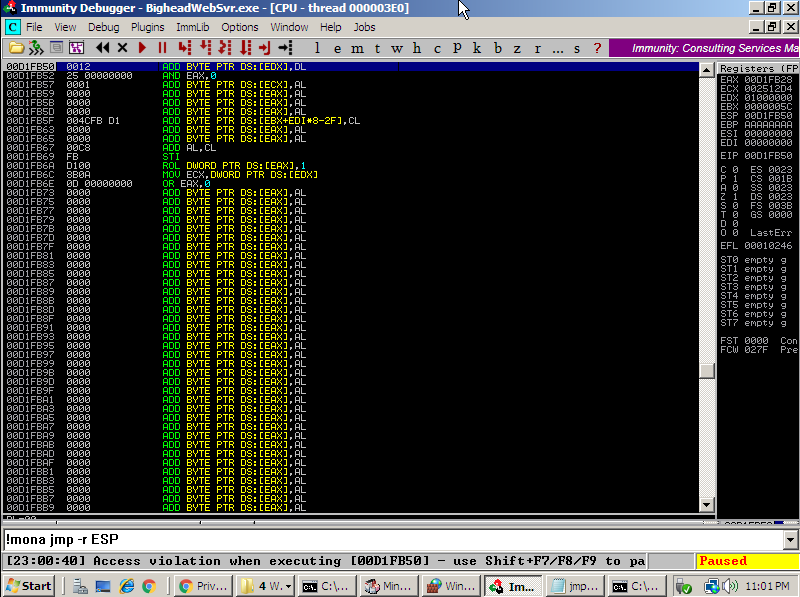 Immunity Debugger - BigheadWebSvr.exe - [CPU - thread 000003E0]
C File View Debug Plugins ImmLib Options Window Help Jobs
l e m t w h c P k b z r ... s ? Immunity: Consulting Services Ma
00D1FB50 0012 ADD BYTE PTR DS:[EDX],DL
00D1FB52 25 00000000 AND EAX,0
00D1FB57 0001 ADD BYTE PTR DS:[ECX],AL
00D1FB59 0000 ADD BYTE PTR DS:[EAX],AL
00D1FB5B 0000 ADD BYTE PTR DS:[EAX],AL
00D1FB5D 0000 ADD BYTE PTR DS:[EAX],AL
00D1FB5F 004CFB D1 ADD BYTE PTR DS:[EBX+EDI*8-2F],CL
00D1FB63 0000 ADD BYTE PTR DS:[EAX],AL
00D1FB65 0000 ADD BYTE PTR DS:[EAX],AL
00D1FB67 00C8 ADD AL,CL
00D1FB69 FB STI
00D1FB6A D100 ROL DWORD PTR DS:[EAX],1
00D1FB6C 8B0A MOV ECX,DWORD PTR DS:[EDX]
00D1FB6E 0D 00000000 OR EAX,0
00D1FB73 0000 ADD BYTE PTR DS:[EAX],AL
00D1FB75 0000 ADD BYTE PTR DS:[EAX],AL
00D1FB77 0000 ADD BYTE PTR DS:[EAX],AL
00D1FB79 0000 ADD BYTE PTR DS:[EAX],AL
00D1FB7B 0000 ADD BYTE PTR DS:[EAX],AL
00D1FB7D 0000 ADD BYTE PTR DS:[EAX],AL
00D1FB7F 0000 ADD BYTE PTR DS:[EAX],AL
00D1FB81 0000 ADD BYTE PTR DS:[EAX],AL
00D1FB83 0000 ADD BYTE PTR DS:[EAX],AL
00D1FB85 0000 ADD BYTE PTR DS:[EAX],AL
00D1FB87 0000 ADD BYTE PTR DS:[EAX],AL
00D1FB89 0000 ADD BYTE PTR DS:[EAX],AL
00D1FB8B 0000 ADD BYTE PTR DS:[EAX],AL
00D1FB8D 0000 ADD BYTE PTR DS:[EAX],AL
00D1FB8F 0000 ADD BYTE PTR DS:[EAX],AL
00D1FB91 0000 ADD BYTE PTR DS:[EAX],AL
00D1FB93 0000 ADD BYTE PTR DS:[EAX],AL
00D1FB95 0000 ADD BYTE PTR DS:[EAX],AL
00D1FB97 0000 ADD BYTE PTR DS:[EAX],AL
00D1FB99 0000 ADD BYTE PTR DS:[EAX],AL
00D1FB9B 0000 ADD BYTE PTR DS:[EAX],AL
00D1FB9D 0000 ADD BYTE PTR DS:[EAX],AL
00D1FB9F 0000 ADD BYTE PTR DS:[EAX],AL
00D1FBA1 0000 ADD BYTE PTR DS:[EAX],AL
00D1FBA3 0000 ADD BYTE PTR DS:[EAX],AL
00D1FBA5 0000 ADD BYTE PTR DS:[EAX],AL
00D1FBA7 0000 ADD BYTE PTR DS:[EAX],AL
00D1FBA9 0000 ADD BYTE PTR DS:[EAX],AL
00D1FBAB 0000 ADD BYTE PTR DS:[EAX],AL
00D1FBAD 0000 ADD BYTE PTR DS:[EAX],AL
00D1FBAF 0000 ADD BYTE PTR DS:[EAX],AL
00D1FBB1 0000 ADD BYTE PTR DS:[EAX],AL
00D1FBB3 0000 ADD BYTE PTR DS:[EAX],AL
00D1FBB5 0000 ADD BYTE PTR DS:[EAX],AL
00D1FBB7 0000 ADD BYTE PTR DS:[EAX],AL
00D1FBB9 0000 ADD BYTE PTR DS:[EAX],AL
Registers (FP
EAX 00D1FB28
ECX 002512D4
EDX 01000000
EBX 0000005C
ESP 00D1FB50
EBP AAAAAAAA
ESI 00000000
EDI 00000000
EIP 00D1FB50
C 0 ES 0023
P 1 CS 001B
A 0 SS 0023
Z 1 DS 0023
S 0 FS 003B
T 0 GS 0000
D 0
O 0 LastErr
EFL 00010246
ST0 empty g
ST1 empty g
ST2 empty g
ST3 empty g
ST4 empty g
ST5 empty g
ST6 empty g
ST7 empty g
FST 0000 Con
FCW 027F Pre
!mona jmp -r ESP
[23:00:40] Access violation when executing [00D1FB50] - use Shift+F7/F8/F9 to pa
Paused
Start Priv... 4 W. C:\... Min... Win... Im... jmp... C:\... 11:01 PM